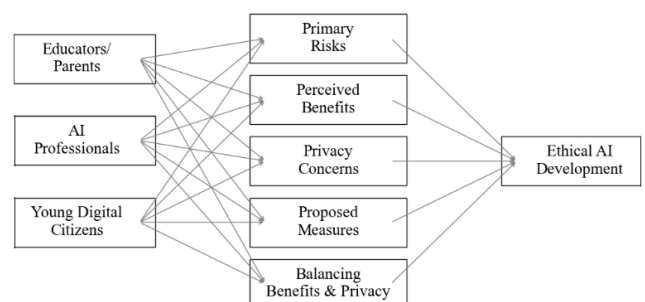 Educators/
Parents
AI
Professionals
Young Digital
Citizens
Primary
Risks
Perceived
Benefits
Privacy
Concerns
Proposed
Measures
Balancing
Benefits & Privacy
Ethical AI
Development